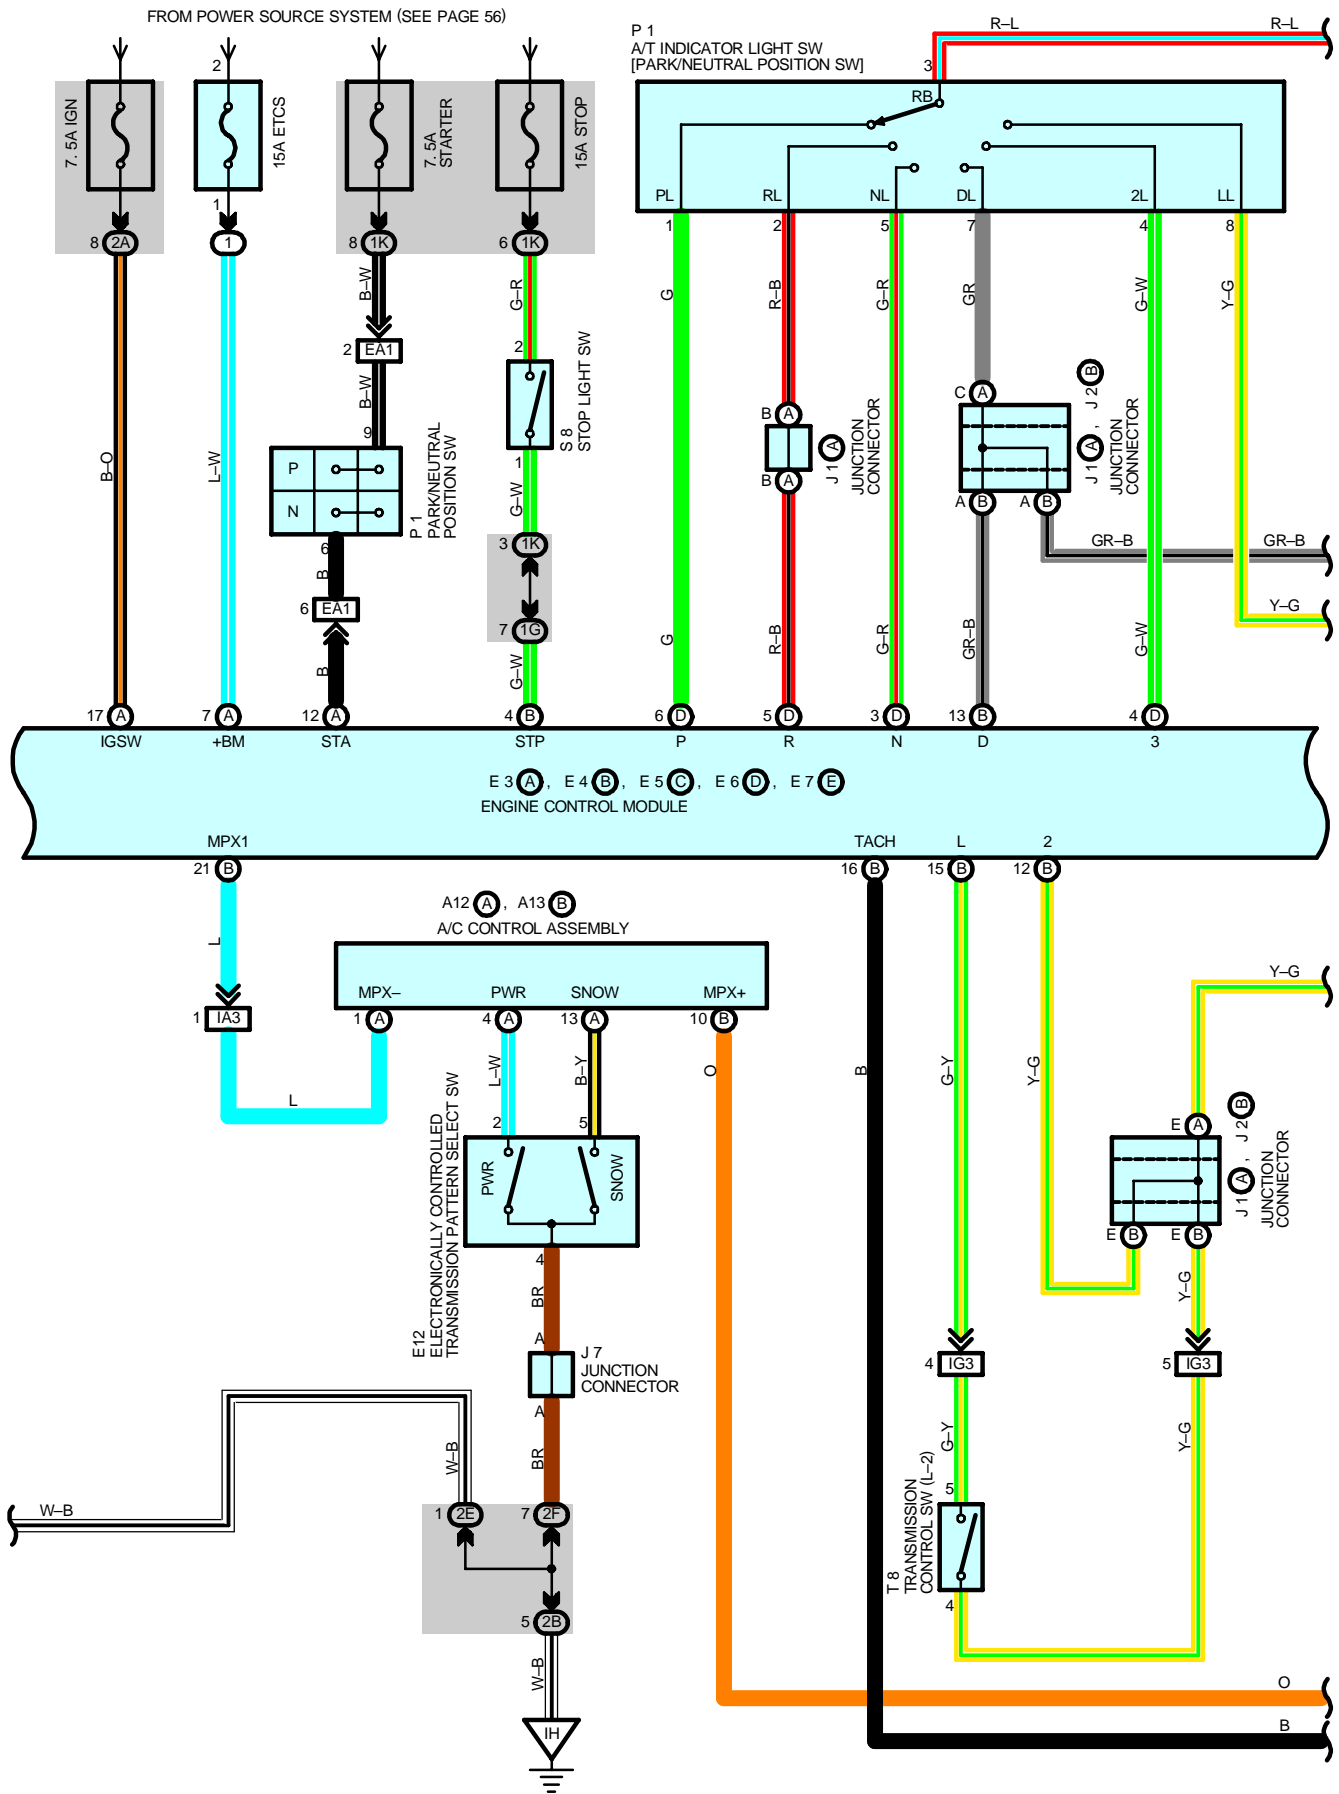 FROM POWER SOURCE SYSTEM (SEE PAGE 56)
P 1
A/T INDICATOR LIGHT SW
[PARK/NEUTRAL POSITION SW]
R–L
R–L
3
2
7. 5A IGN
15A ETCS
7. 5A
STARTER
15A STOP
1
RB
PL
RL
NL
DL
2L
LL
1
2
5
7
4
8
8
2A
1
8
1K
6
1K
B–W
G–R
G
R–B
G–R
GR
G–W
Y–G
2
EA1
2
S 8
STOP LIGHT SW
B–W
9
1
P
N
P 1
PARK/NEUTRAL
POSITION SW
6
B–O
L–W
G–W
B
A
B
A
J 1
A
JUNCTION
CONNECTOR
C
A
A
B
A
B
J 1
A
, J 2
B
JUNCTION
CONNECTOR
3
1K
GR–B
GR–B
B
6
EA1
7
1G
Y–G
B
G–W
G
R–B
G–R
GR–B
G–W
17
A
7
A
12
A
4
B
6
D
5
D
3
D
13
B
4
D
IGSW
+BM
STA
STP
P
R
N
D
3
E 3
A
, E 4
B
, E 5
C
, E 6
D
, E 7
E
ENGINE CONTROL MODULE
MPX1
TACH
L
2
21
B
16
B
15
B
12
B
A12
A
, A13
B
A/C CONTROL ASSEMBLY
L
MPX–
PWR
SNOW
MPX+
Y–G
1
IA3
1
A
4
A
13
A
10
B
L–W
B–Y
O
B
G–Y
Y–G
L
2
5
E12
ELECTRONICALLY CONTROLLED
TRANSMISSION PATTERN SELECT SW
PWR
SNOW
4
E
A
E
B
E
B
J 1
A
, J 2
B
JUNCTION
CONNECTOR
BR
Y–G
A
J 7
JUNCTION
CONNECTOR
A
4
IG3
5
IG3
W–B
BR
G–Y
Y–G
W–B
1
2E
7
2F
5
T 8
TRANSMISSION
CONTROL SW (L–2)
4
5
2B
W–B
O
B
IH